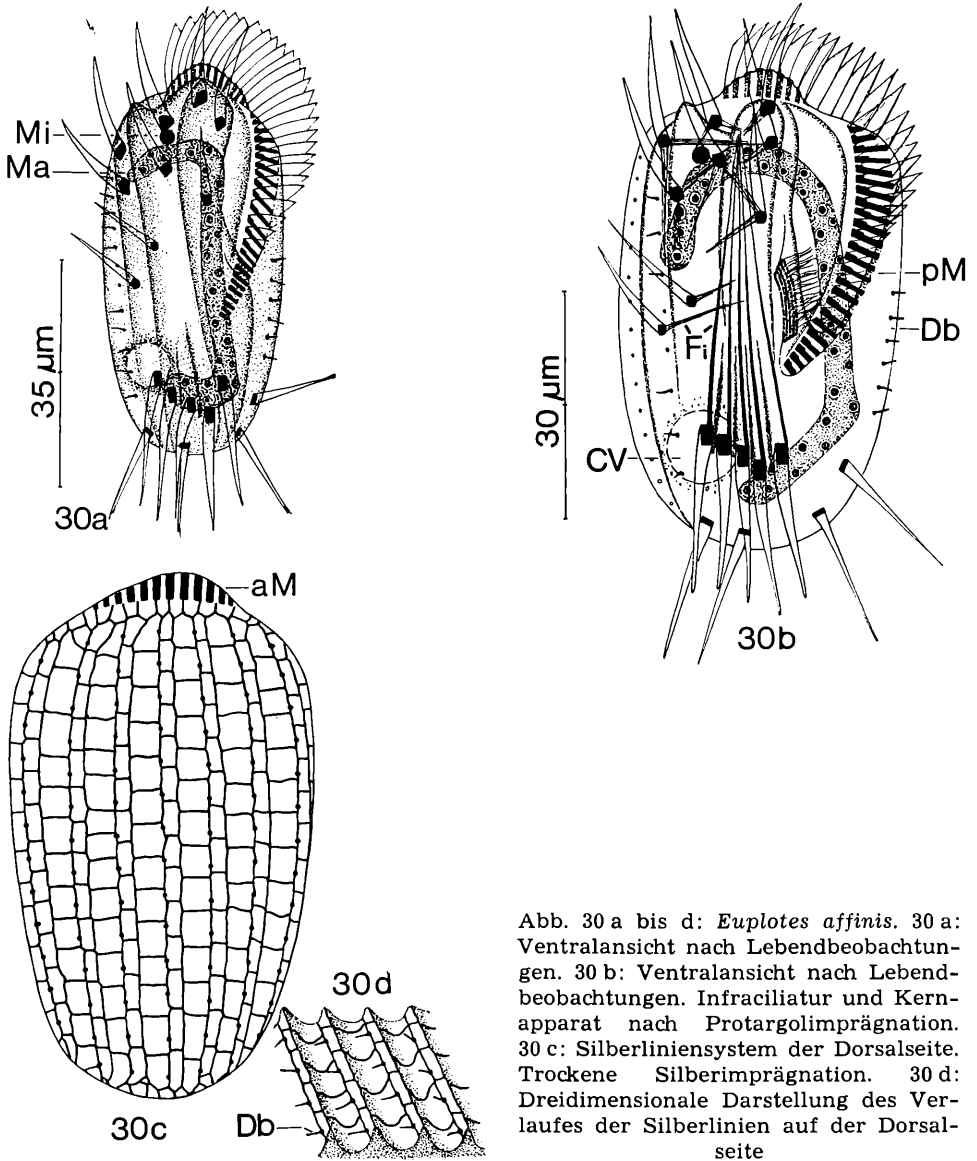 Mi
Ma
35 µm
30a
pM
Db
Fi
30 µm
CV
30b
aM
30c
30d
Db
Abb. 30 a bis d: Euplotes affinis. 30 a:
Ventralansicht nach Lebendbeobachtun-
gen. 30 b: Ventralansicht nach Lebend-
beobachtungen. Infraciliatur und Kern-
apparat nach Protargolimprägnation.
30 c: Silberliniensystem der Dorsalseite.
Trockene Silberimprägnation. 30 d:
Dreidimensionale Darstellung des Ver-
laufes der Silberlinien auf der Dorsal-
seite